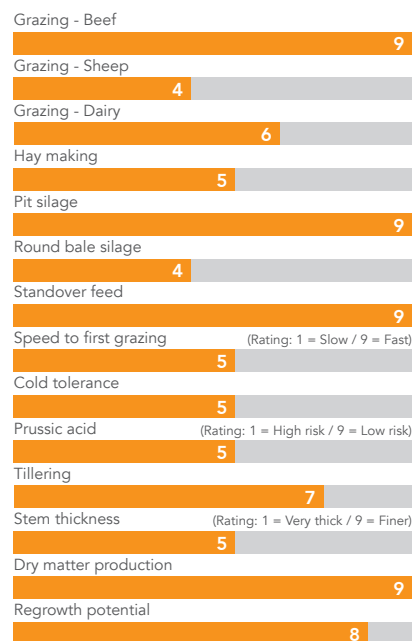 Grazing - Beef
9
Grazing - Sheep
4
Grazing - Dairy
6
Hay making
5
Pit silage
9
Round bale silage
4
Standover feed
9
Speed to first grazing (Rating: 1 = Slow / 9 = Fast)
5
Cold tolerance
5
Prussic acid (Rating: 1 = High risk / 9 = Low risk)
5
Tillering
7
Stem thickness (Rating: 1 = Very thick / 9 = Finer)
5
Dry matter production
9
Regrowth potential
8